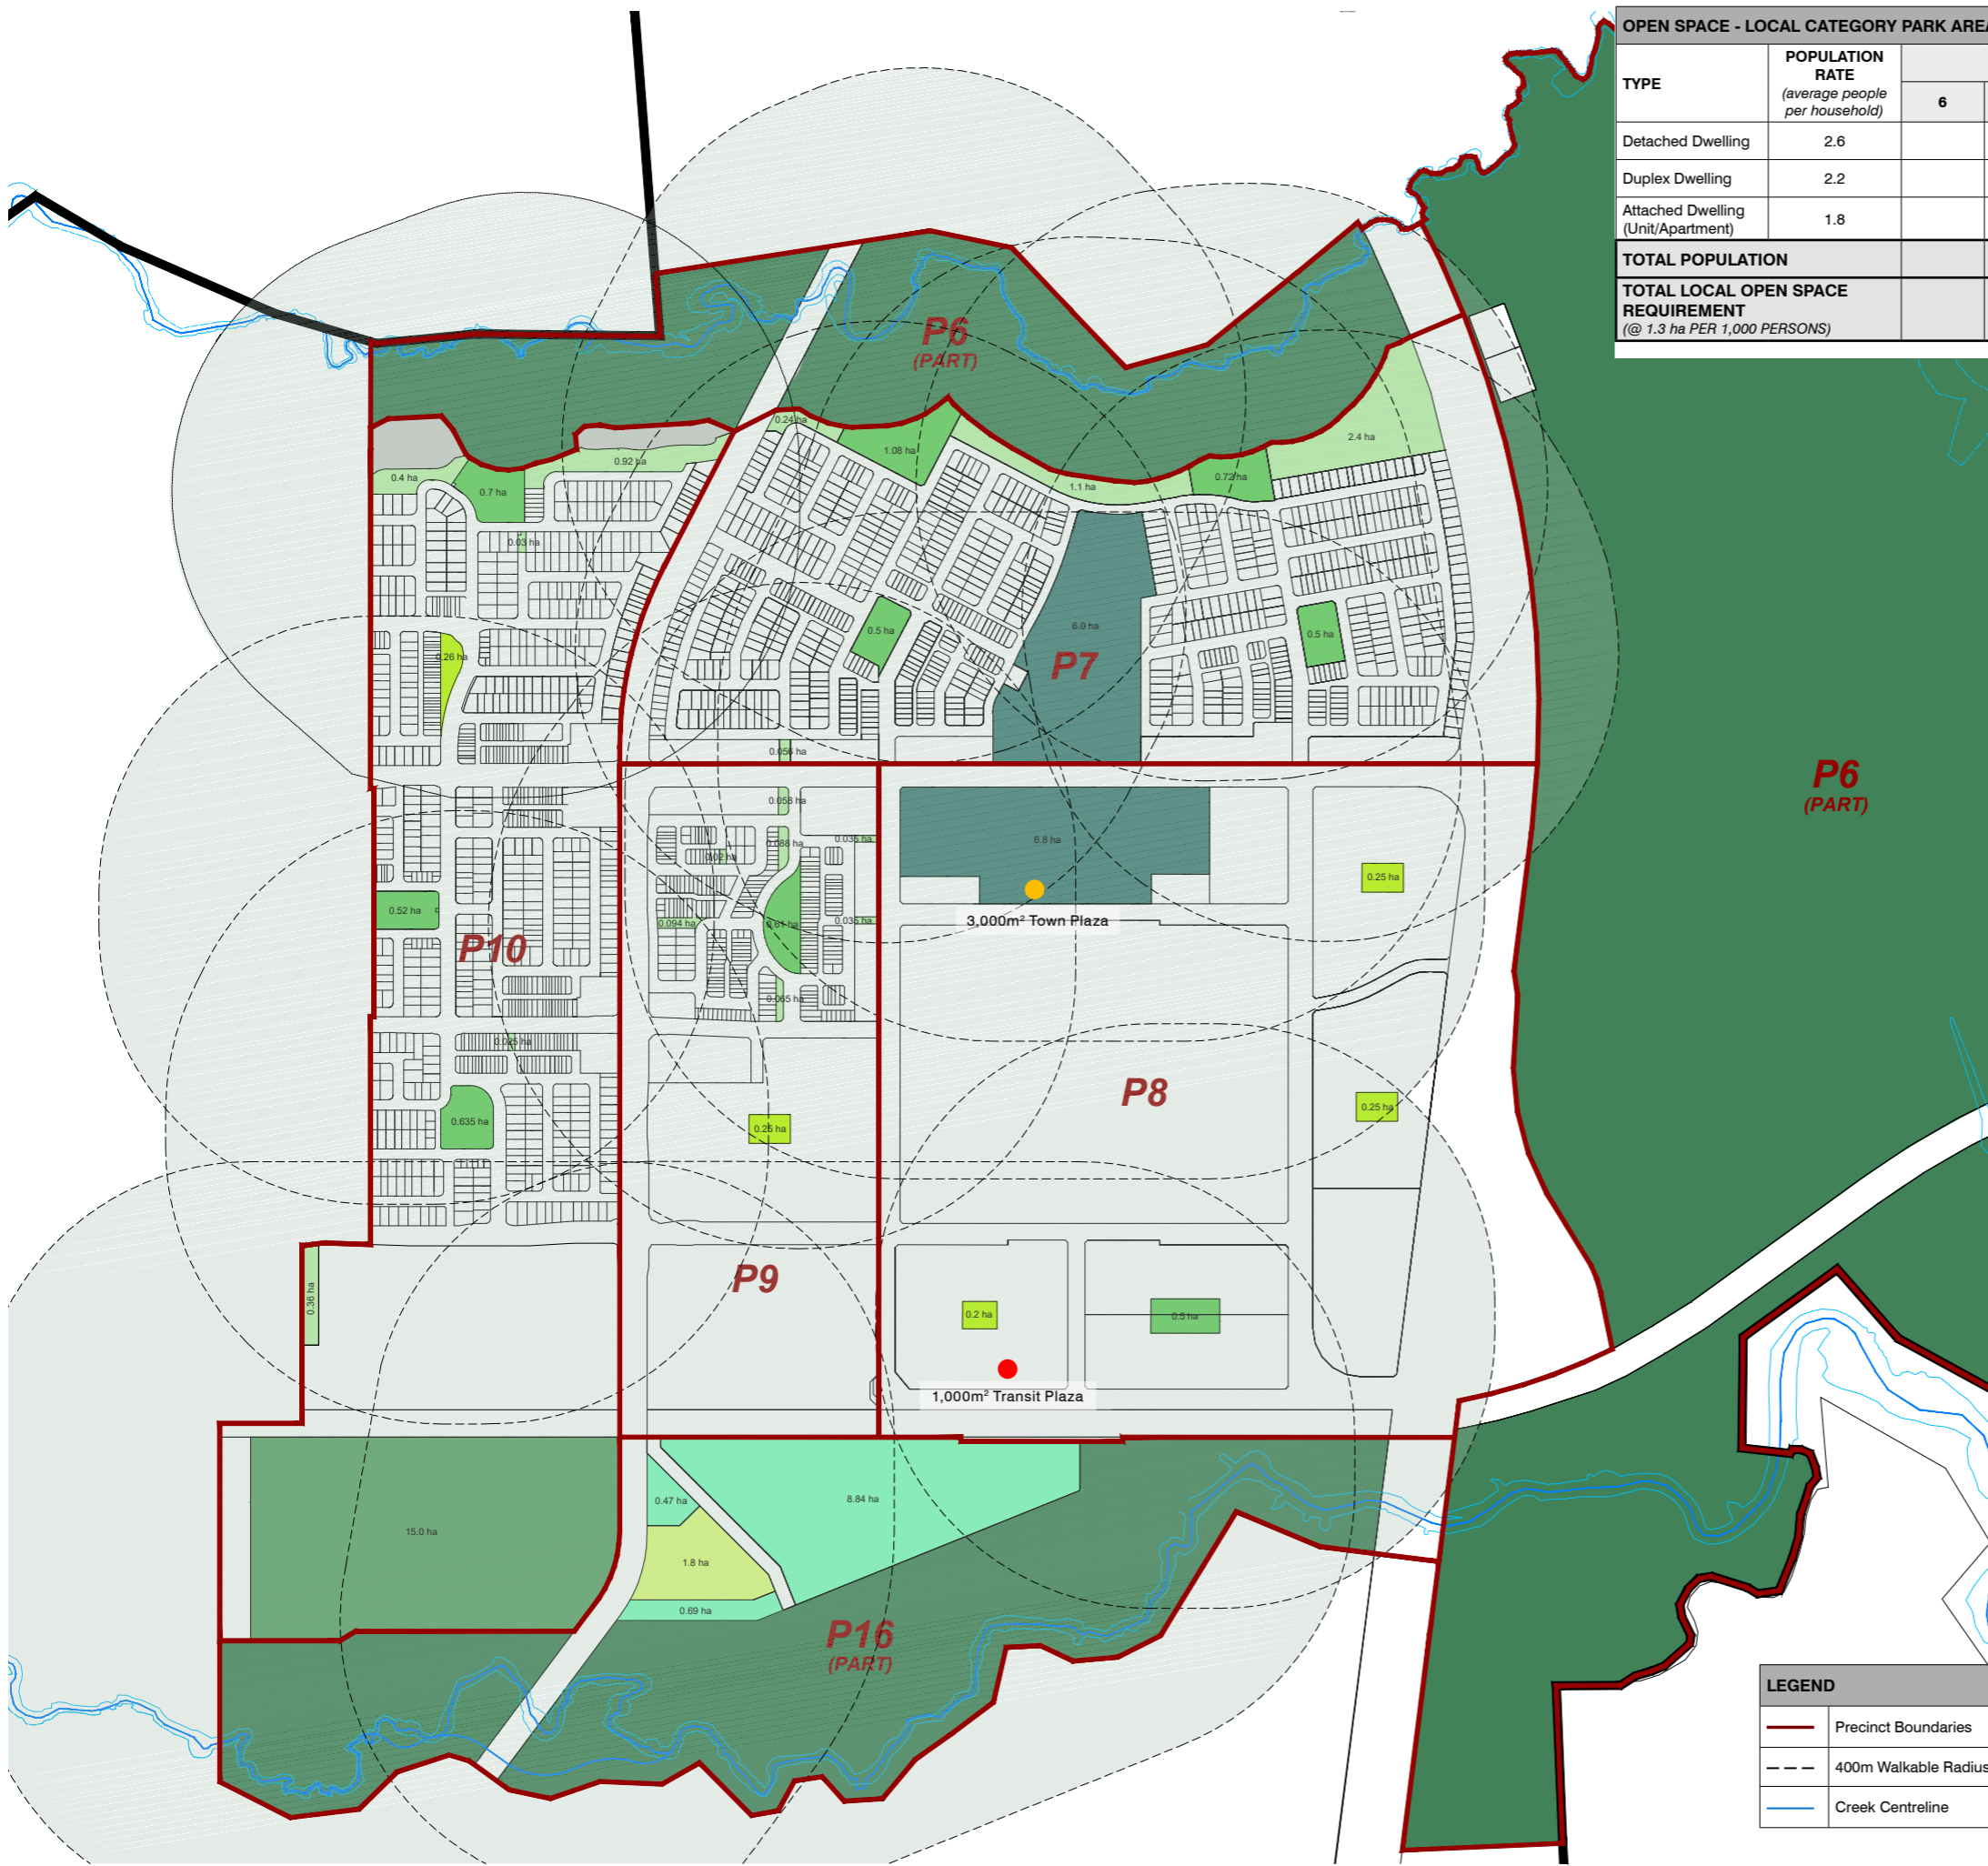 OPEN SPACE - LOCAL CATEGORY PARK AREA
TYPE
POPULATION
RATE
(average people
per household)
6
Detached Dwelling
2.6
Duplex Dwelling
2.2
Attached Dwelling
(Unit/Apartment)
1.8
TOTAL POPULATION
TOTAL LOCAL OPEN SPACE
REQUIREMENT
(@ 1.3 ha PER 1,000 PERSONS)
P6
(PART)
0.24 ha
1.08 ha
2.4 ha
0.92 ha
0.4 ha
0.7 ha
1.1 ha
0.72 ha
0.03 ha
0.5 ha
6.0 ha
0.5 ha
0.26 ha
P7
0.056 ha
P6
(PART)
0.058 ha
0.088 ha
0.035 ha
6.8 ha
0.02 ha
0.25 ha
0.52 ha
0.094 ha
0.61 ha
0.035 ha
3,000m² Town Plaza
P10
0.065 ha
0.025 ha
P8
0.635 ha
0.25 ha
0.25 ha
P9
0.36 ha
0.2 ha
0.5 ha
1,000m² Transit Plaza
0.47 ha
8.84 ha
15.0 ha
1.8 ha
0.69 ha
P16
(PART)
LEGEND
Precinct Boundaries
400m Walkable Radius
Creek Centreline